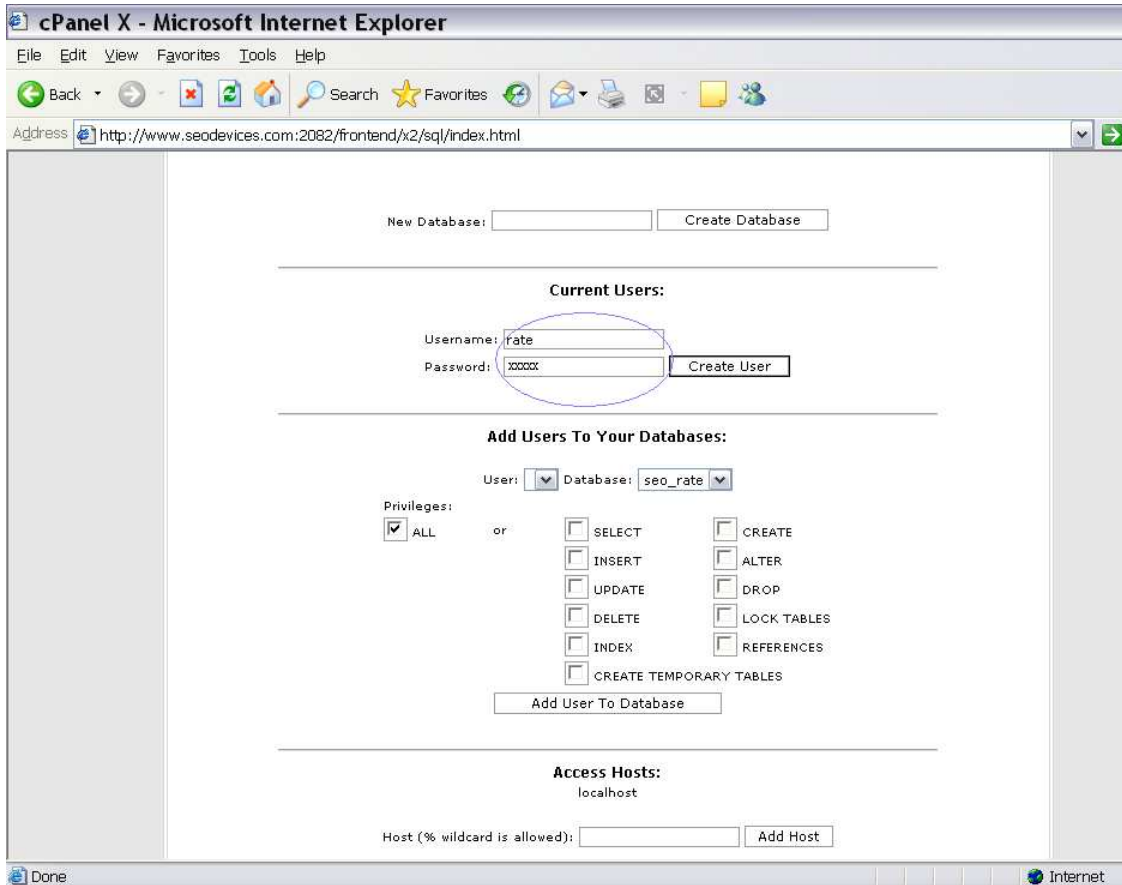 cPanel X - Microsoft Internet Explorer
File Edit View Favorites Tools Help
Back Search Favorites
Address http://www.seodevices.com:2082/frontend/x2/sql/index.html
New Database: Create Database
Current Users:
Username: rate
Password: xxxxx Create User
Add Users To Your Databases:
User: Database: seo_rate
Privileges:
ALL or SELECT CREATE
INSERT ALTER
UPDATE DROP
DELETE LOCK TABLES
INDEX REFERENCES
CREATE TEMPORARY TABLES
Add User To Database
Access Hosts:
localhost
Host (% wildcard is allowed): Add Host
Done Internet